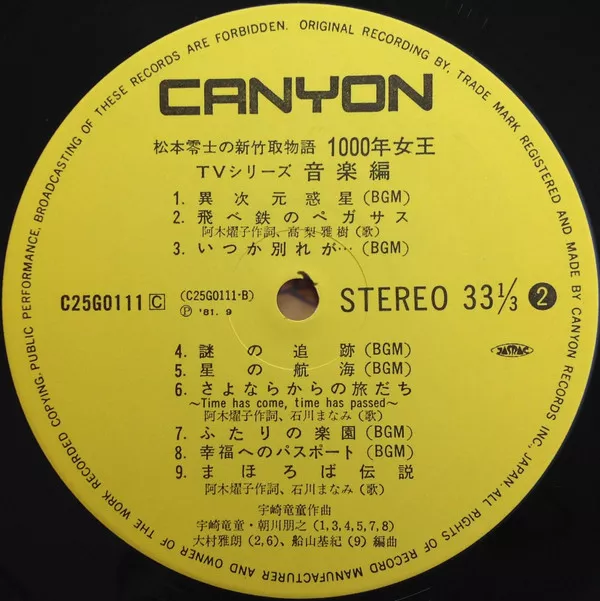 BROADCASTING OF THESE RECORDS ARE FORBIDDEN. ORIGINAL RECORDING BY, TRADE MARK REGISTERED AND MADE BY CANYON RECORDS INC, JAPAN. ALL RIGHTS OF RECORD MANUFACTURER AND OWNER OF THE WORK RECORDED COPYING, PUBLIC PERFORMANCE,
CANYON
松本零士の新竹取物語 1000年女王
TVシリーズ 音楽編
1. 異次元惑星(BGM)
2. 飛べ鉄のペガサス
阿木燿子作詞、高梨雅樹(歌)
3. いつか別れが…(BGM)
C25G0111 C (C25G0111-B) STEREO 33 1/3 2
Ⓟ '81. 9
4. 謎の追跡(BGM)
JASRAC
5. 星の航海(BGM)
6. さよならからの旅だち
~Time has come, time has passed~
阿木燿子作詞、石川まなみ(歌)
7. ふたりの楽園(BGM)
8. 幸福へのパスポート(BGM)
9. まほろば伝説
阿木燿子作詞、石川まなみ(歌)
宇崎竜童作曲
宇崎竜童・朝川朋之(1,3,4,5,7,8)
大村雅朗(2,6)、船山基紀(9)編曲